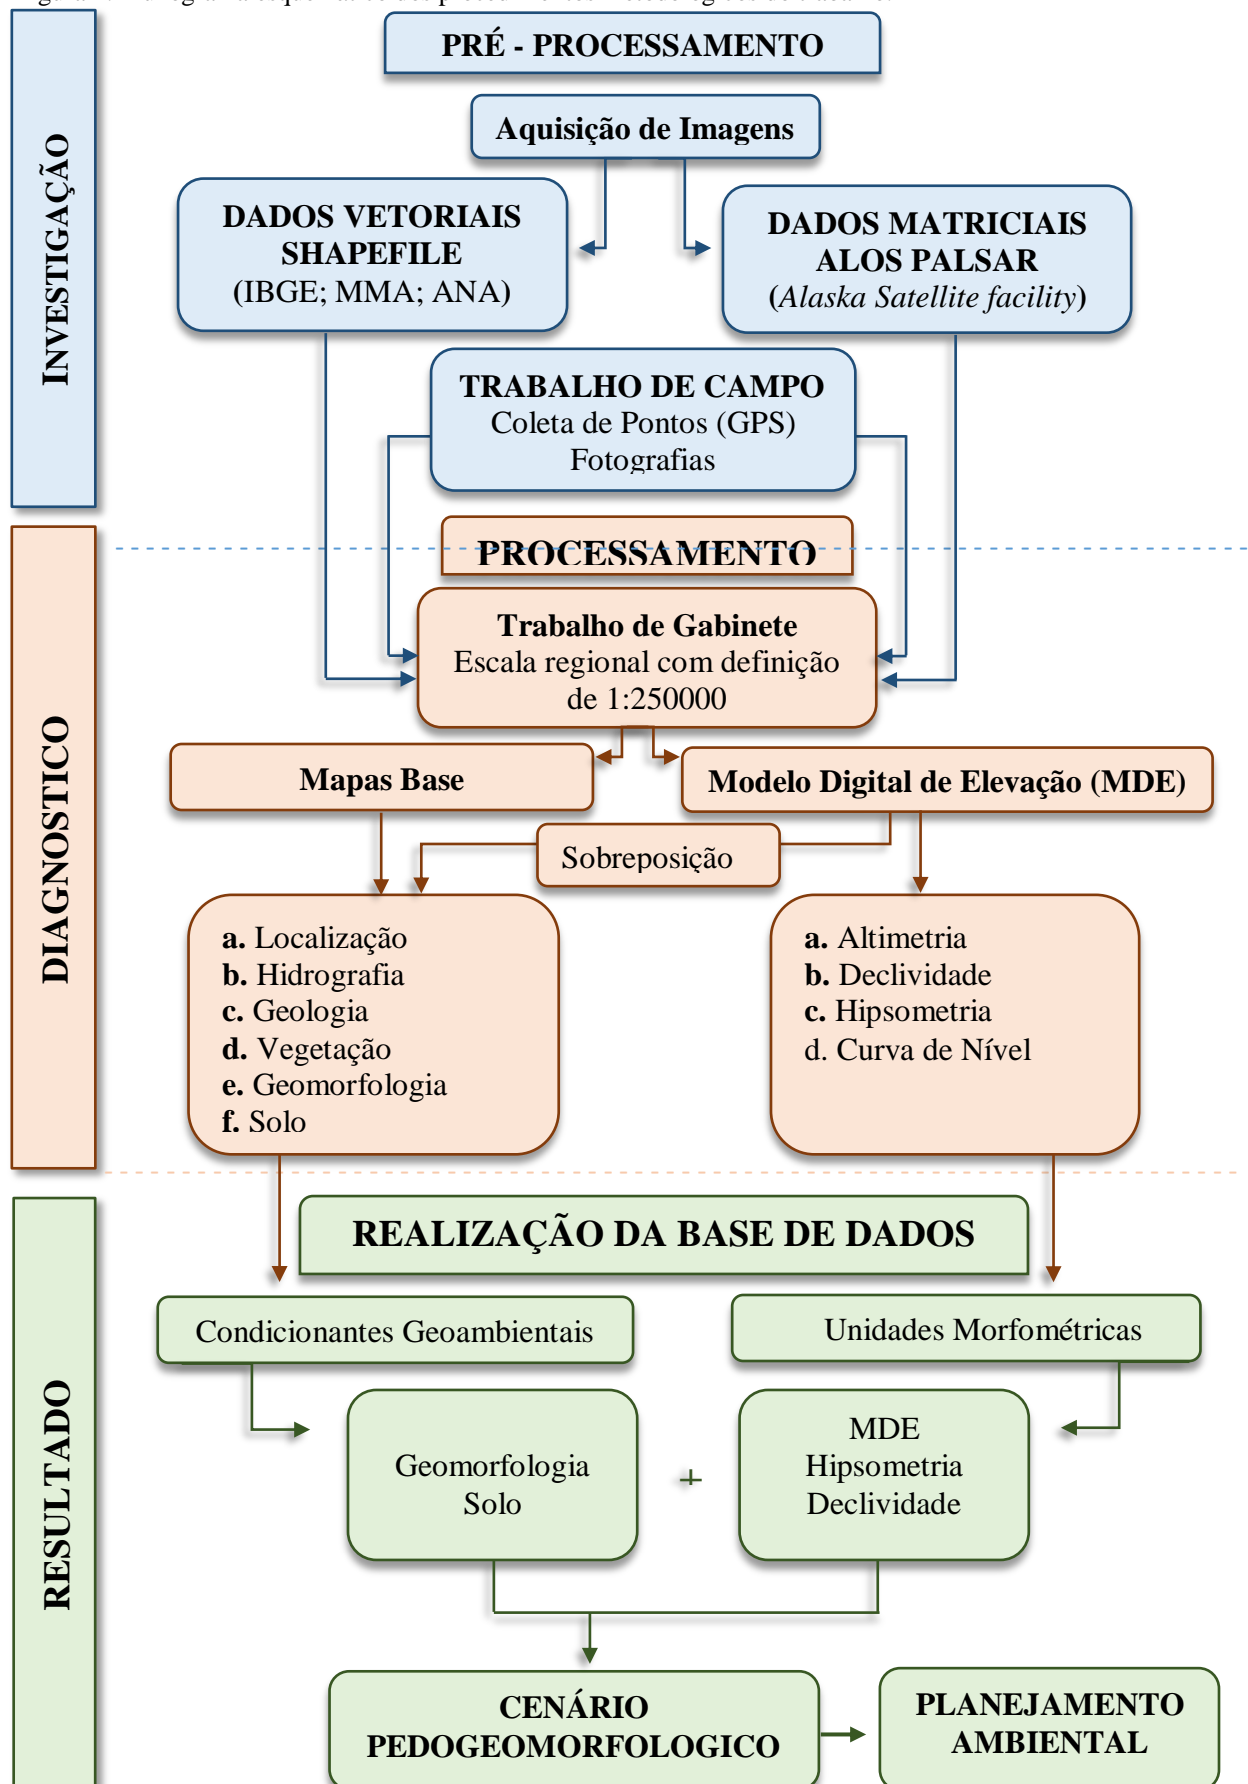 PRÉ - PROCESSAMENTO
Aquisição de Imagens
INVESTIGAÇÃO
DADOS VETORIAIS
SHAPEFILE
(IBGE; MMA; ANA)
DADOS MATRICIAIS
ALOS PALSAR
(Alaska Satellite facility)
TRABALHO DE CAMPO
Coleta de Pontos (GPS)
Fotografias
PROCESSAMENTO
DIAGNOSTICO
Trabalho de Gabinete
Escala regional com definição
de 1:250000
Mapas Base
Modelo Digital de Elevação (MDE)
Sobreposição
a. Localização
b. Hidrografia
c. Geologia
d. Vegetação
e. Geomorfologia
f. Solo
a. Altimetria
b. Declividade
c. Hipsometria
d. Curva de Nível
REALIZAÇÃO DA BASE DE DADOS
RESULTADO
Condicionantes Geoambientais
Unidades Morfométricas
Geomorfologia
Solo
+
MDE
Hipsometria
Declividade
CENÁRIO
PEDOGEOMORFOLOGICO
PLANEJAMENTO
AMBIENTAL